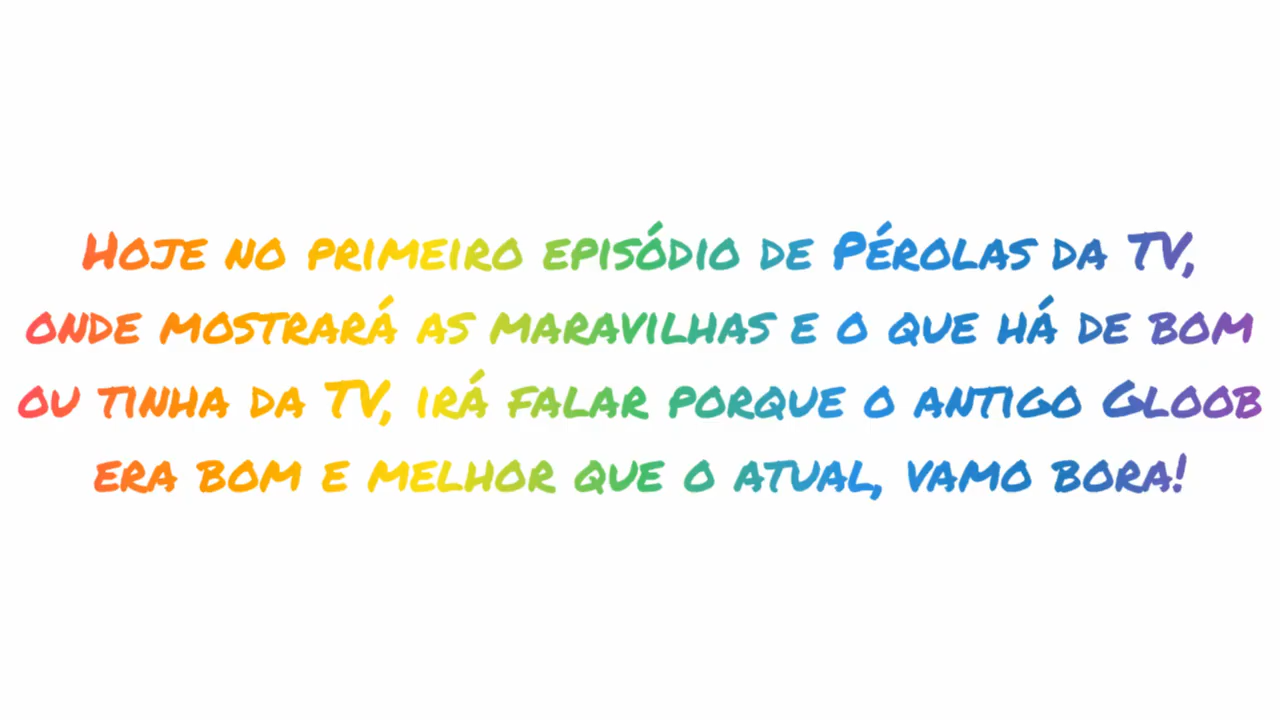 Hoje no primeiro episódio de Pérolas da TV,
onde mostrará as maravilhas e o que há de bom
ou tinha da TV, irá falar porque o antigo Gloob
era bom e melhor que o atual, vamo bora!